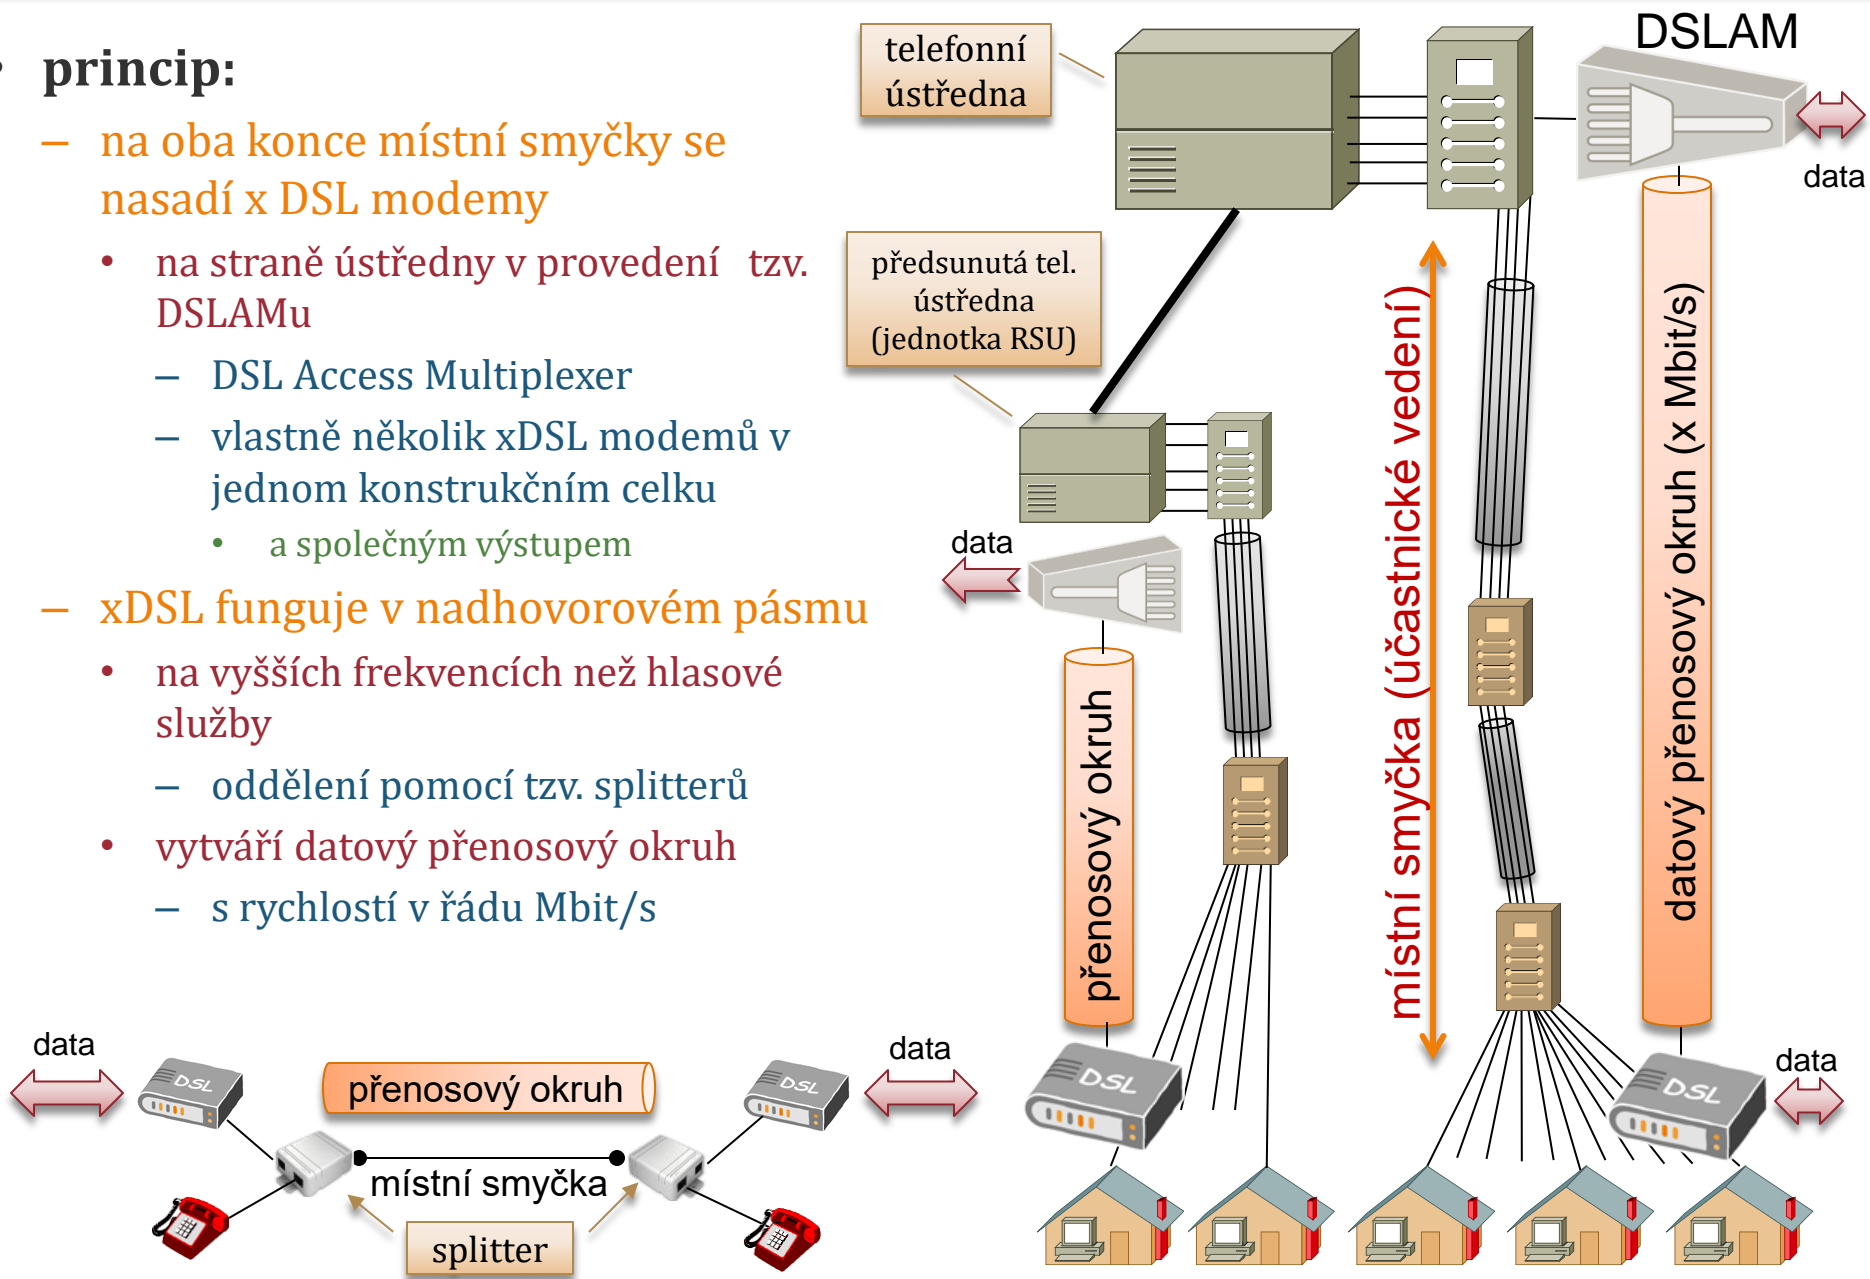 • princip:
– na oba konce místní smyčky se
nasadí x DSL modemy
• na straně ústředny v provedení tzv.
DSLAMu
– DSL Access Multiplexer
– vlastně několik xDSL modemů v
jednom konstrukčním celku
• a společným výstupem
– xDSL funguje v nadhovorovém pásmu
• na vyšších frekvencích než hlasové
služby
– oddělení pomocí tzv. splitterů
• vytváří datový přenosový okruh
– s rychlostí v řádu Mbit/s
data
DSL
přenosový okruh
DSL
data
místní smyčka
splitter
telefonní
ústředna
DSLAM
data
předsunutá tel.
ústředna
(jednotka RSU)
data
přenosový okruh
místní smyčka (účastnické vedení)
datový přenosový okruh (x Mbit/s)
DSL
DSL
data